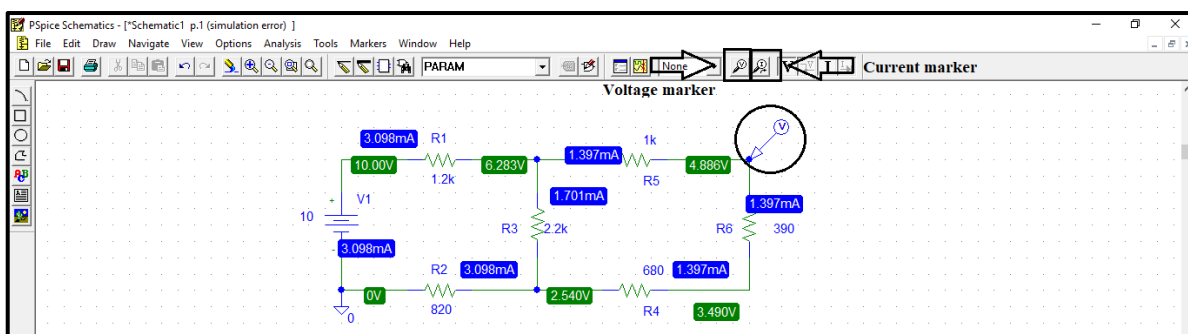 PSpice Schematics - [*Schematic1 p.1 (simulation error) ]
File Edit Draw Navigate View Options Analysis Tools Markers Window Help
PARAM
None
Current marker
Voltage marker
V
3.098mA R1
1k
10.00V
6.283V
1.397mA
4.886V
1.2k
R5
+
V1
1.701mA
1.397mA
10
R3
2.2k
R6
390
-
3.098mA
R2
3.098mA
680
1.397mA
0V
2.540V
820
R4
3.490V
0